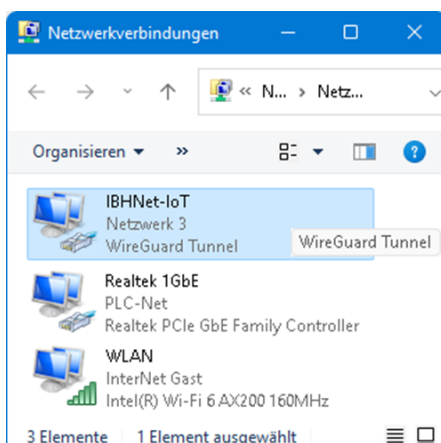 Netzwerkverbindungen
« N... › Netz...
Organisieren »
IBHNet-IoT
Netzwerk 3
WireGuard Tunnel
WireGuard Tunnel
Realtek 1GbE
PLC-Net
Realtek PCIe GbE Family Controller
WLAN
InterNet Gast
Intel(R) Wi-Fi 6 AX200 160MHz
3 Elemente 1 Element ausgewählt